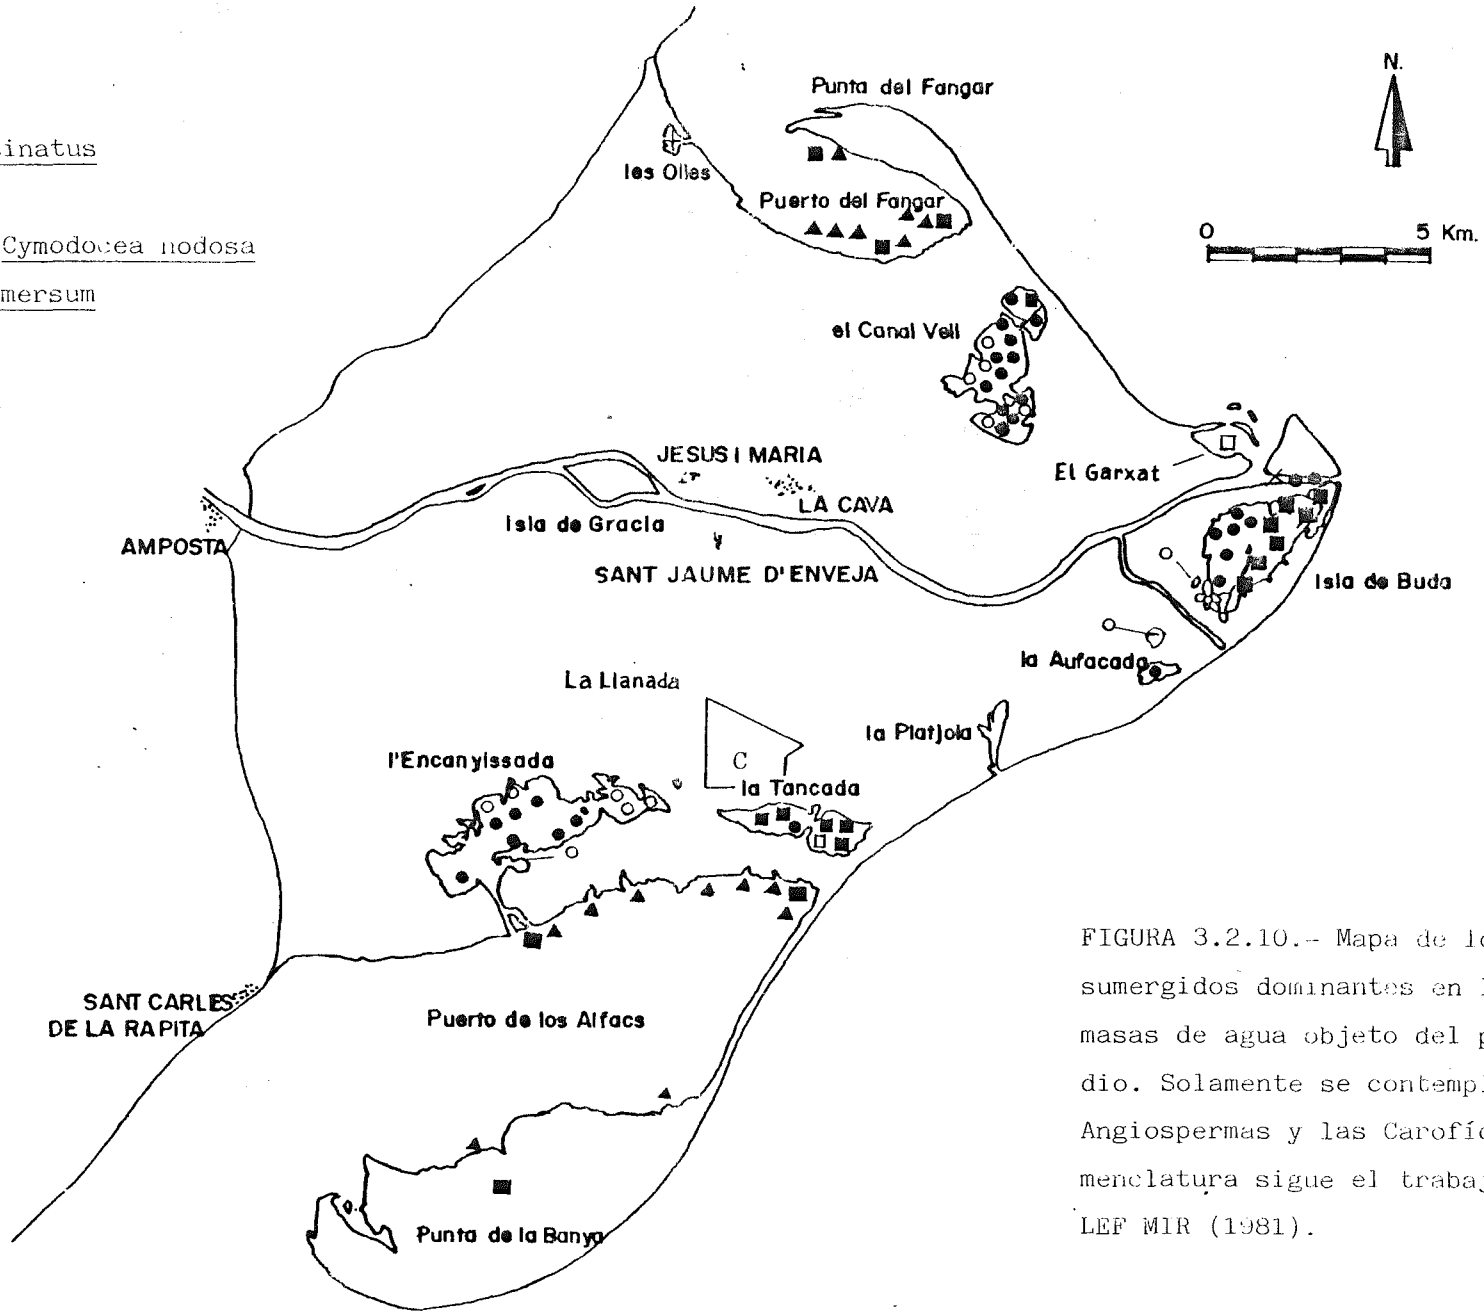 inatus
Cymodocea nodosa
mersum
Punta del Fangar
N.
les Olles
Puerto del Fangar
0 5 Km.
el Canal Vell
JESUS I MARIA
LA CAVA
El Garxat
Isla de Gracia
AMPOSTA
SANT JAUME D'ENVEJA
Isla de Buda
la Aufacada
La Llanada
la Platjola
l'Encanyissada
C
la Tancada
SANT CARLES
DE LA RAPITA
Puerto de los Alfacs
Punta de la Banya
FIGURA 3.2.10.- Mapa de lo
sumergidos dominantes en l
masas de agua objeto del p
dio. Solamente se contemp
Angiospermas y las Carofíc
menclatura sigue el trabaj
LEF MIR (1981).